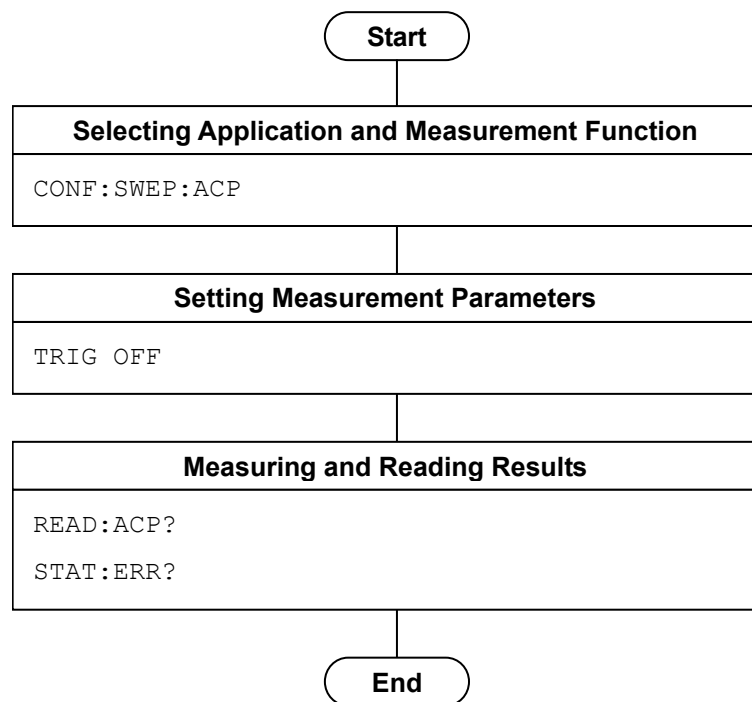 Start
Selecting Application and Measurement Function
CONF:SWEP:ACP
Setting Measurement Parameters
TRIG OFF
Measuring and Reading Results
READ:ACP?
STAT:ERR?
End